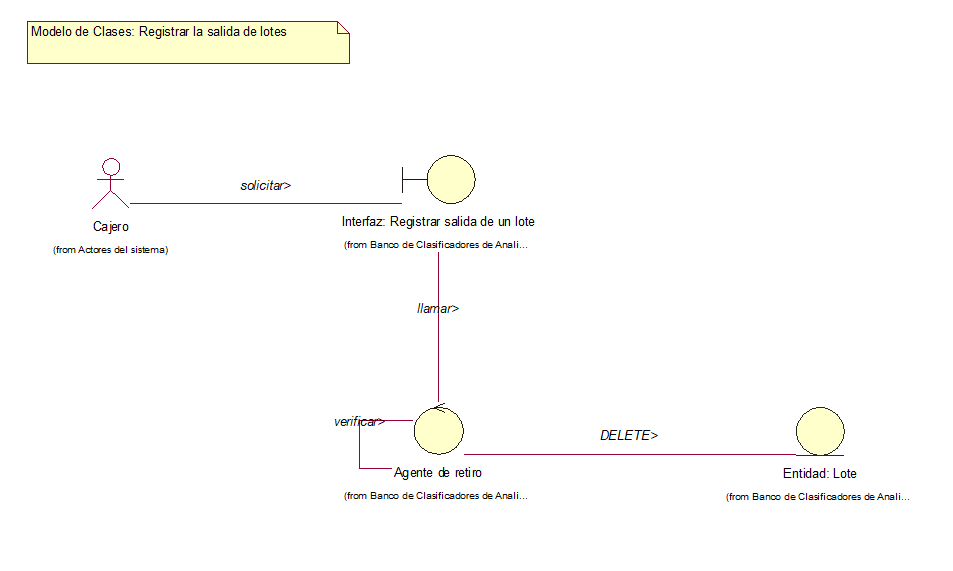 Modelo de Clases: Registrar la salida de lotes
solicitar>
Cajero
(from Actores del sistema)
Interfaz: Registrar salida de un lote
(from Banco de Clasificadores de Anali...
llamar>
verificar>
DELETE>
Agente de retiro
(from Banco de Clasificadores de Anali...
Entidad: Lote
(from Banco de Clasificadores de Anali...